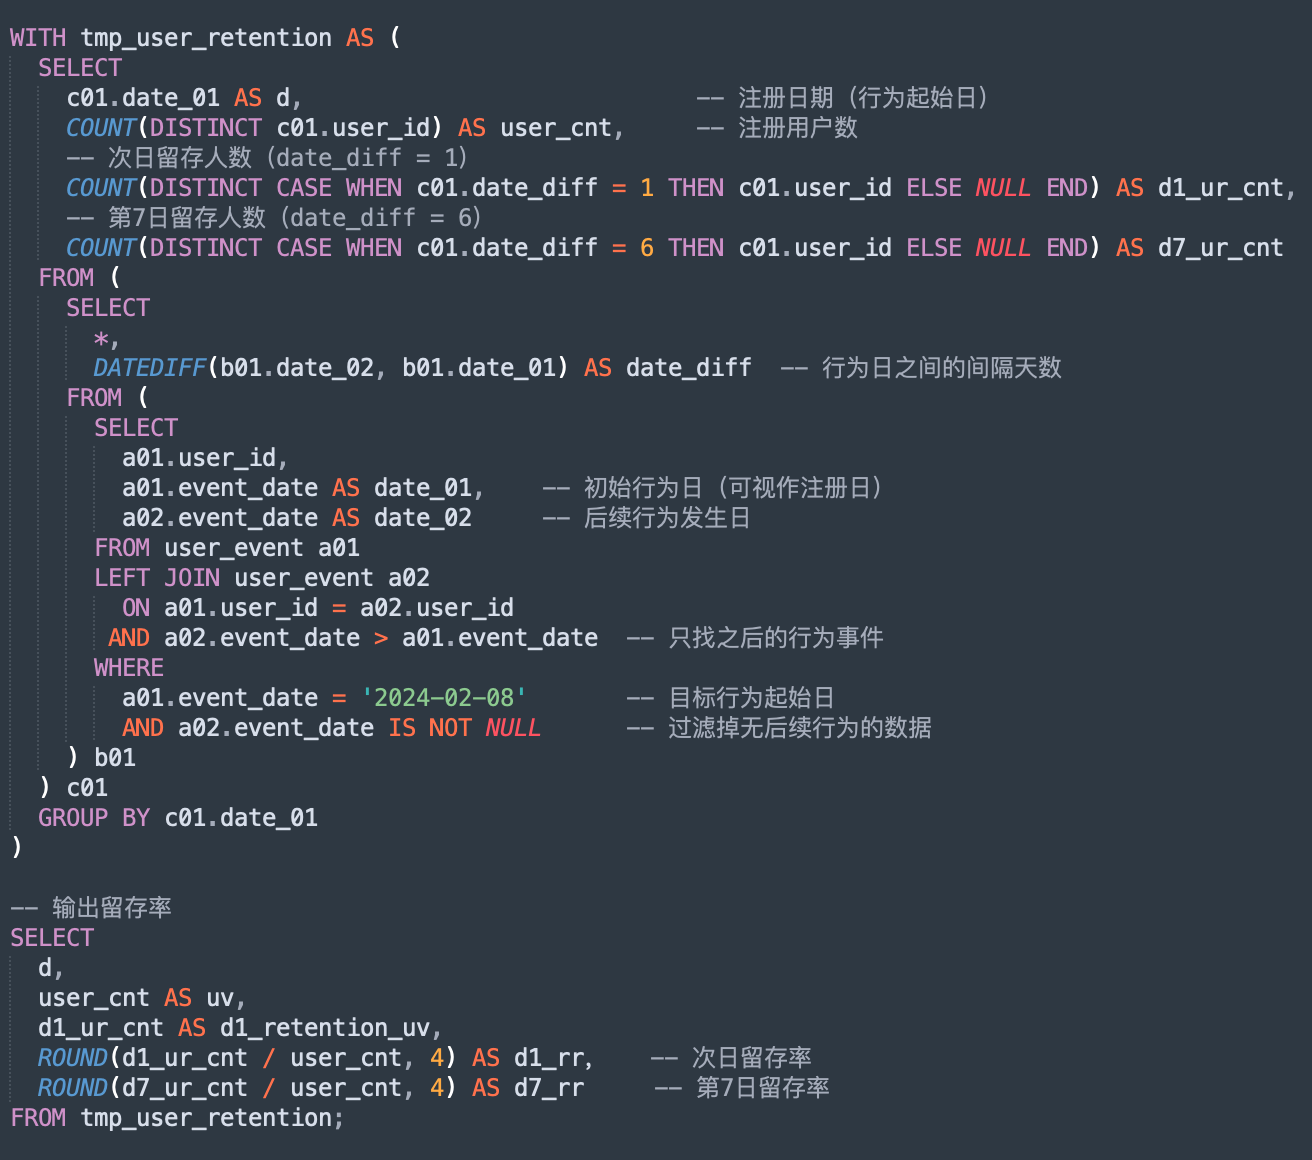 WITH tmp_user_retention AS (
  SELECT
    c01.date_01 AS d,                            -- 注册日期（行为起始日）
    COUNT(DISTINCT c01.user_id) AS user_cnt,     -- 注册用户数
    -- 次日留存人数（date_diff = 1）
    COUNT(DISTINCT CASE WHEN c01.date_diff = 1 THEN c01.user_id ELSE NULL END) AS d1_ur_cnt,
    -- 第7日留存人数（date_diff = 6）
    COUNT(DISTINCT CASE WHEN c01.date_diff = 6 THEN c01.user_id ELSE NULL END) AS d7_ur_cnt
  FROM (
    SELECT
      *,
      DATEDIFF(b01.date_02, b01.date_01) AS date_diff  -- 行为日之间的间隔天数
    FROM (
      SELECT
        a01.user_id,
        a01.event_date AS date_01,    -- 初始行为日（可视作注册日）
        a02.event_date AS date_02     -- 后续行为发生日
      FROM user_event a01
      LEFT JOIN user_event a02
        ON a01.user_id = a02.user_id
       AND a02.event_date > a01.event_date  -- 只找之后的行为事件
      WHERE
        a01.event_date = '2024-02-08'       -- 目标行为起始日
        AND a02.event_date IS NOT NULL      -- 过滤掉无后续行为的数据
    ) b01
  ) c01
  GROUP BY c01.date_01
)

-- 输出留存率
SELECT
  d,
  user_cnt AS uv,
  d1_ur_cnt AS d1_retention_uv,
  ROUND(d1_ur_cnt / user_cnt, 4) AS d1_rr,    -- 次日留存率
  ROUND(d7_ur_cnt / user_cnt, 4) AS d7_rr     -- 第7日留存率
FROM tmp_user_retention;